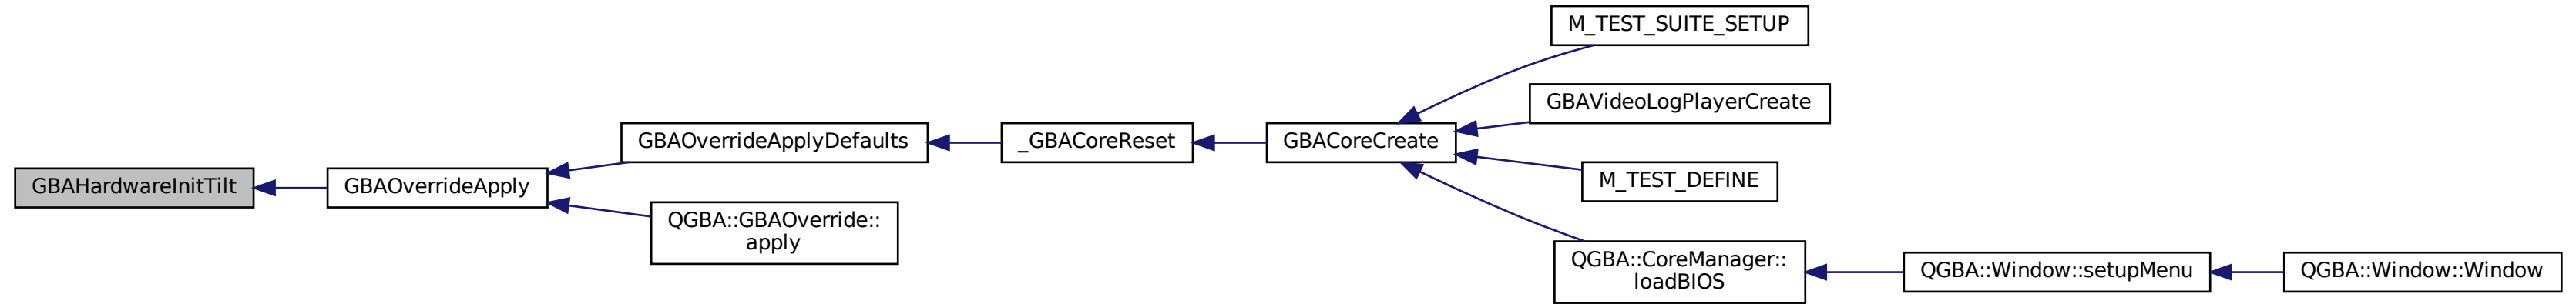 GBAHardwareInitTilt
GBAOverrideApply
GBAOverrideApplyDefaults
QGBA::GBAOverride::
apply
_GBACoreReset
GBACoreCreate
M_TEST_SUITE_SETUP
GBAVideoLogPlayerCreate
M_TEST_DEFINE
QGBA::CoreManager::
loadBIOS
QGBA::Window::setupMenu
QGBA::Window::Window